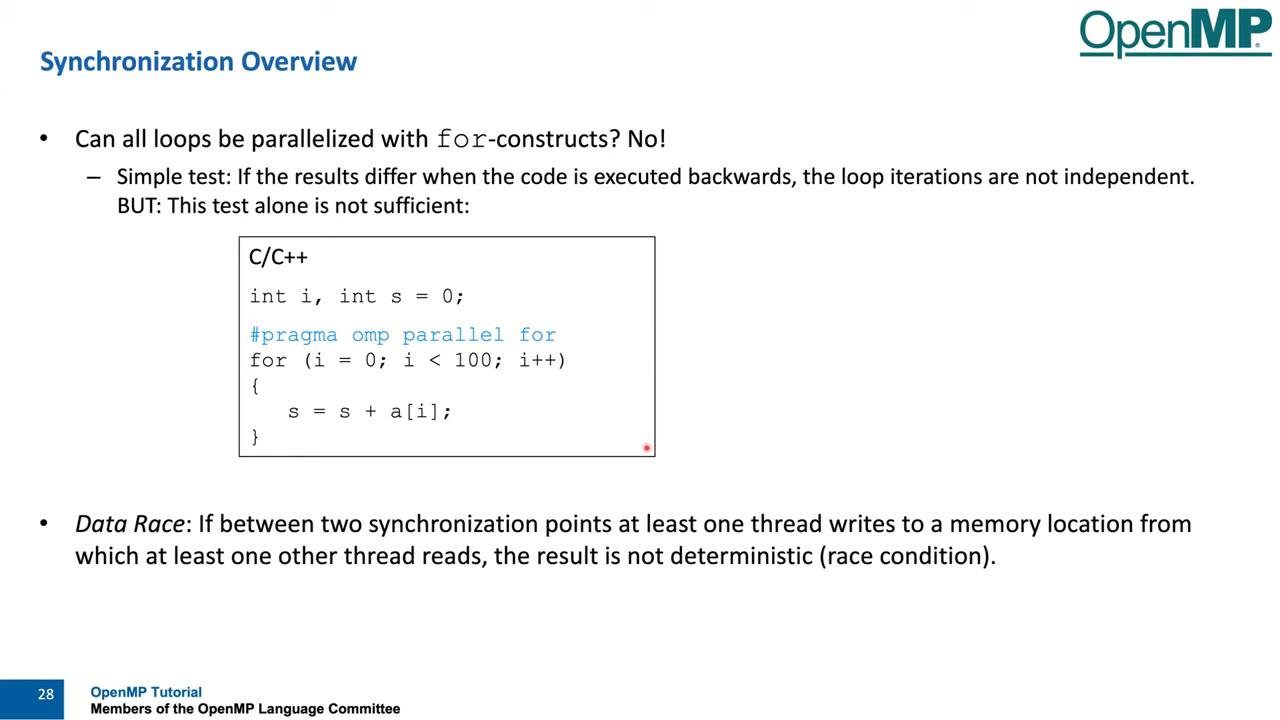 OpenMP
Synchronization Overview
• Can all loops be parallelized with for-constructs? No!
– Simple test: If the results differ when the code is executed backwards, the loop iterations are not independent.
BUT: This test alone is not sufficient:
C/C++
int i, int s = 0;
#pragma omp parallel for
for (i = 0; i < 100; i++)
{
   s = s + a[i];
}
• Data Race: If between two synchronization points at least one thread writes to a memory location from
which at least one other thread reads, the result is not deterministic (race condition).
28
OpenMP Tutorial
Members of the OpenMP Language Committee